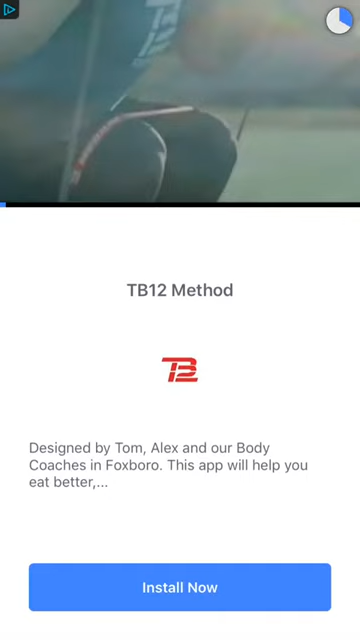 TB12 Method
TB
Designed by Tom, Alex and our Body
Coaches in Foxboro. This app will help you
eat better,...
Install Now